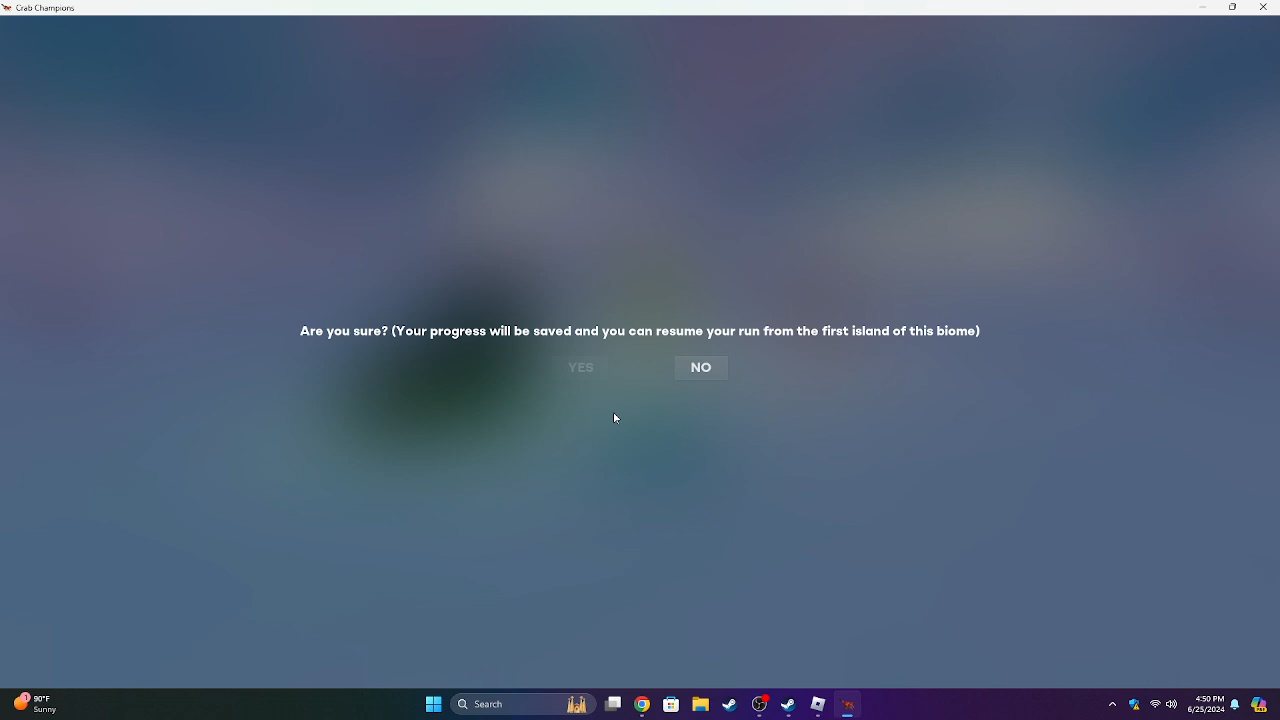 Crab Champions
Are you sure? (Your progress will be saved and you can resume your run from the first island of this biome)
YES
NO
1
90°F
Sunny
Search
4:50 PM
6/25/2024